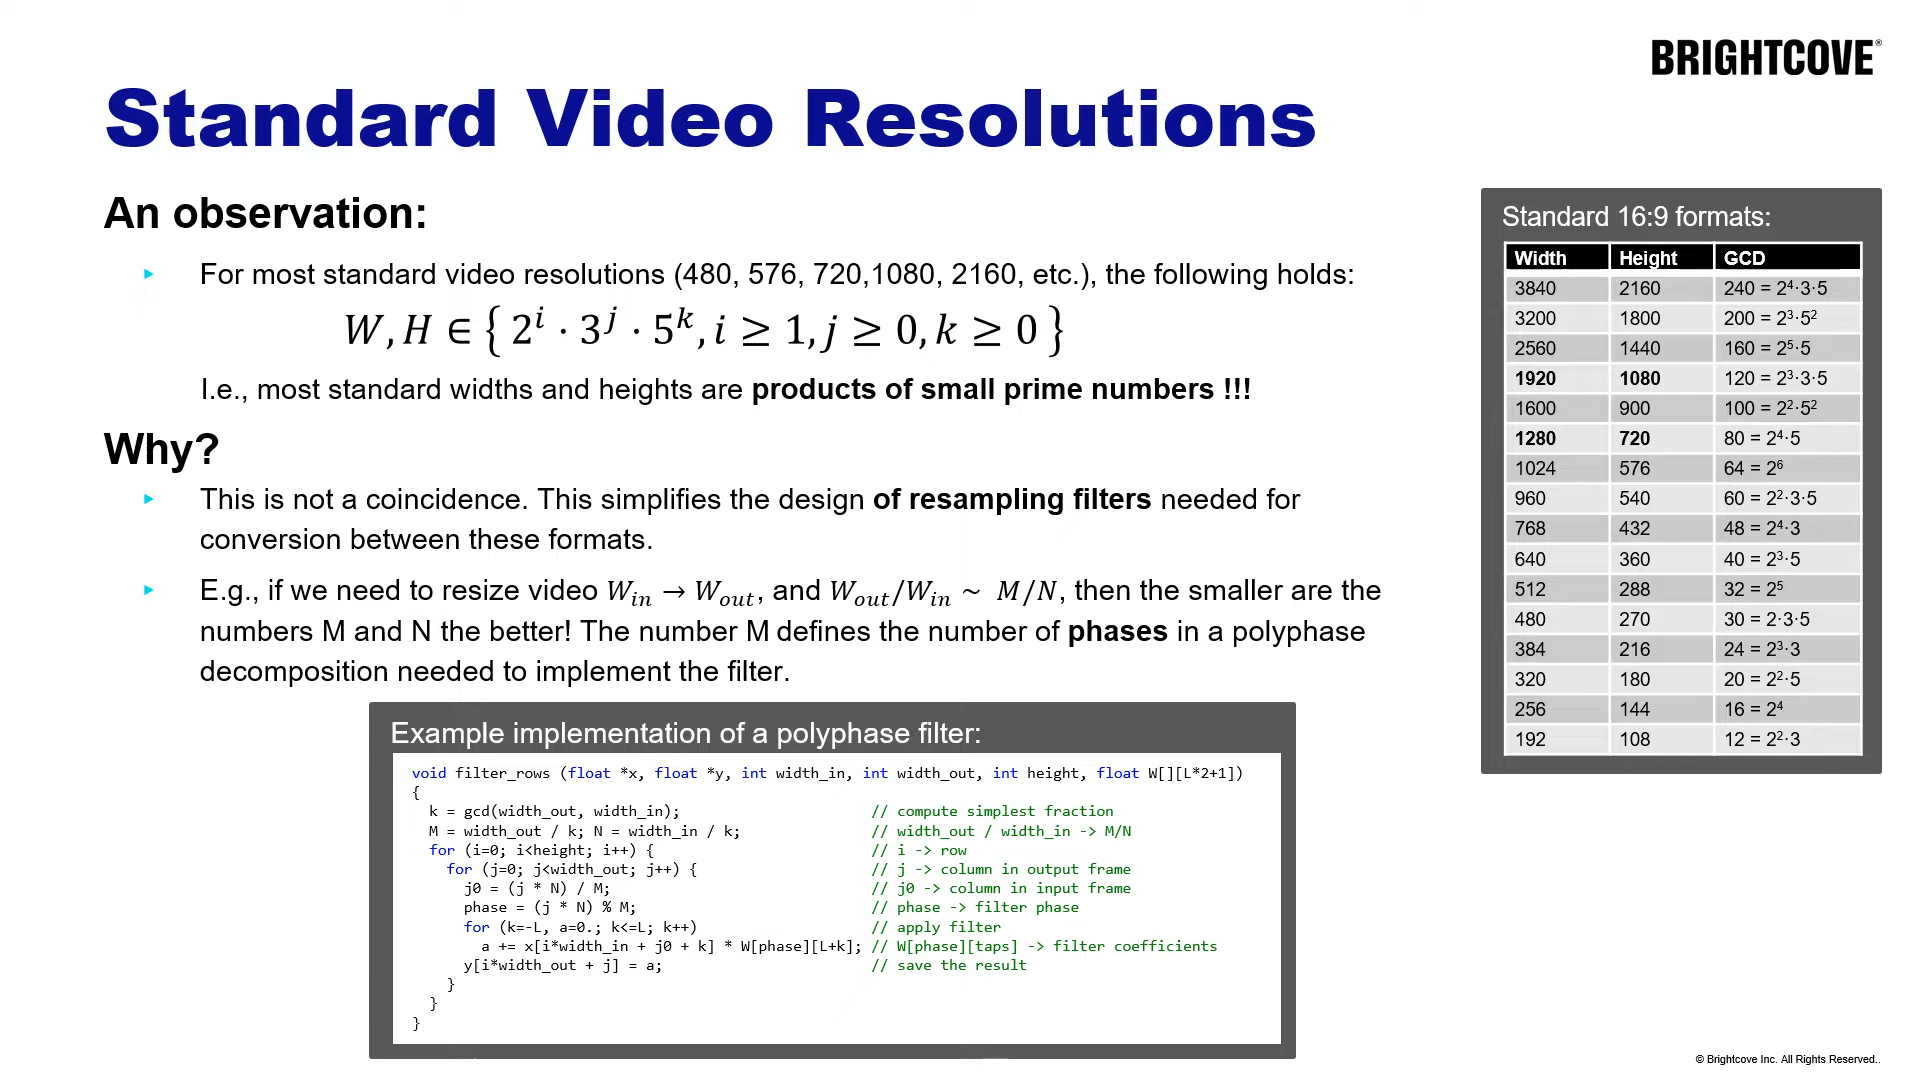 BRIGHTCOVE®
Standard Video Resolutions
An observation:
▸ For most standard video resolutions (480, 576, 720,1080, 2160, etc.), the following holds:
W, H ∈ { 2ⁱ · 3ʲ · 5ᵏ, i ≥ 1, j ≥ 0, k ≥ 0 }
I.e., most standard widths and heights are products of small prime numbers !!!
Why?
▸ This is not a coincidence. This simplifies the design of resampling filters needed for
conversion between these formats.
▸ E.g., if we need to resize video W_in → W_out, and W_out/W_in ~ M/N, then the smaller are the
numbers M and N the better! The number M defines the number of phases in a polyphase
decomposition needed to implement the filter.
Example implementation of a polyphase filter:
void filter_rows (float *x, float *y, int width_in, int width_out, int height, float W[][L*2+1])
{
k = gcd(width_out, width_in); // compute simplest fraction
M = width_out / k; N = width_in / k; // width_out / width_in -> M/N
for (i=0; i<height; i++) { // i -> row
for (j=0; j<width_out; j++) { // j -> column in output frame
j0 = (j * N) / M; // j0 -> column in input frame
phase = (j * N) % M; // phase -> filter phase
for (k=-L, a=0.; k<=L; k++) // apply filter
a += x[i*width_in + j0 + k] * W[phase][L+k]; // W[phase][taps] -> filter coefficients
y[i*width_out + j] = a; // save the result
}
}
}
Standard 16:9 formats:
Width Height GCD
3840 2160 240 = 2⁴·3·5
3200 1800 200 = 2³·5²
2560 1440 160 = 2⁵·5
1920 1080 120 = 2³·3·5
1600 900 100 = 2²·5²
1280 720 80 = 2⁴·5
1024 576 64 = 2⁶
960 540 60 = 2²·3·5
768 432 48 = 2⁴·3
640 360 40 = 2³·5
512 288 32 = 2⁵
480 270 30 = 2·3·5
384 216 24 = 2³·3
320 180 20 = 2²·5
256 144 16 = 2⁴
192 108 12 = 2²·3
© Brightcove Inc. All Rights Reserved..